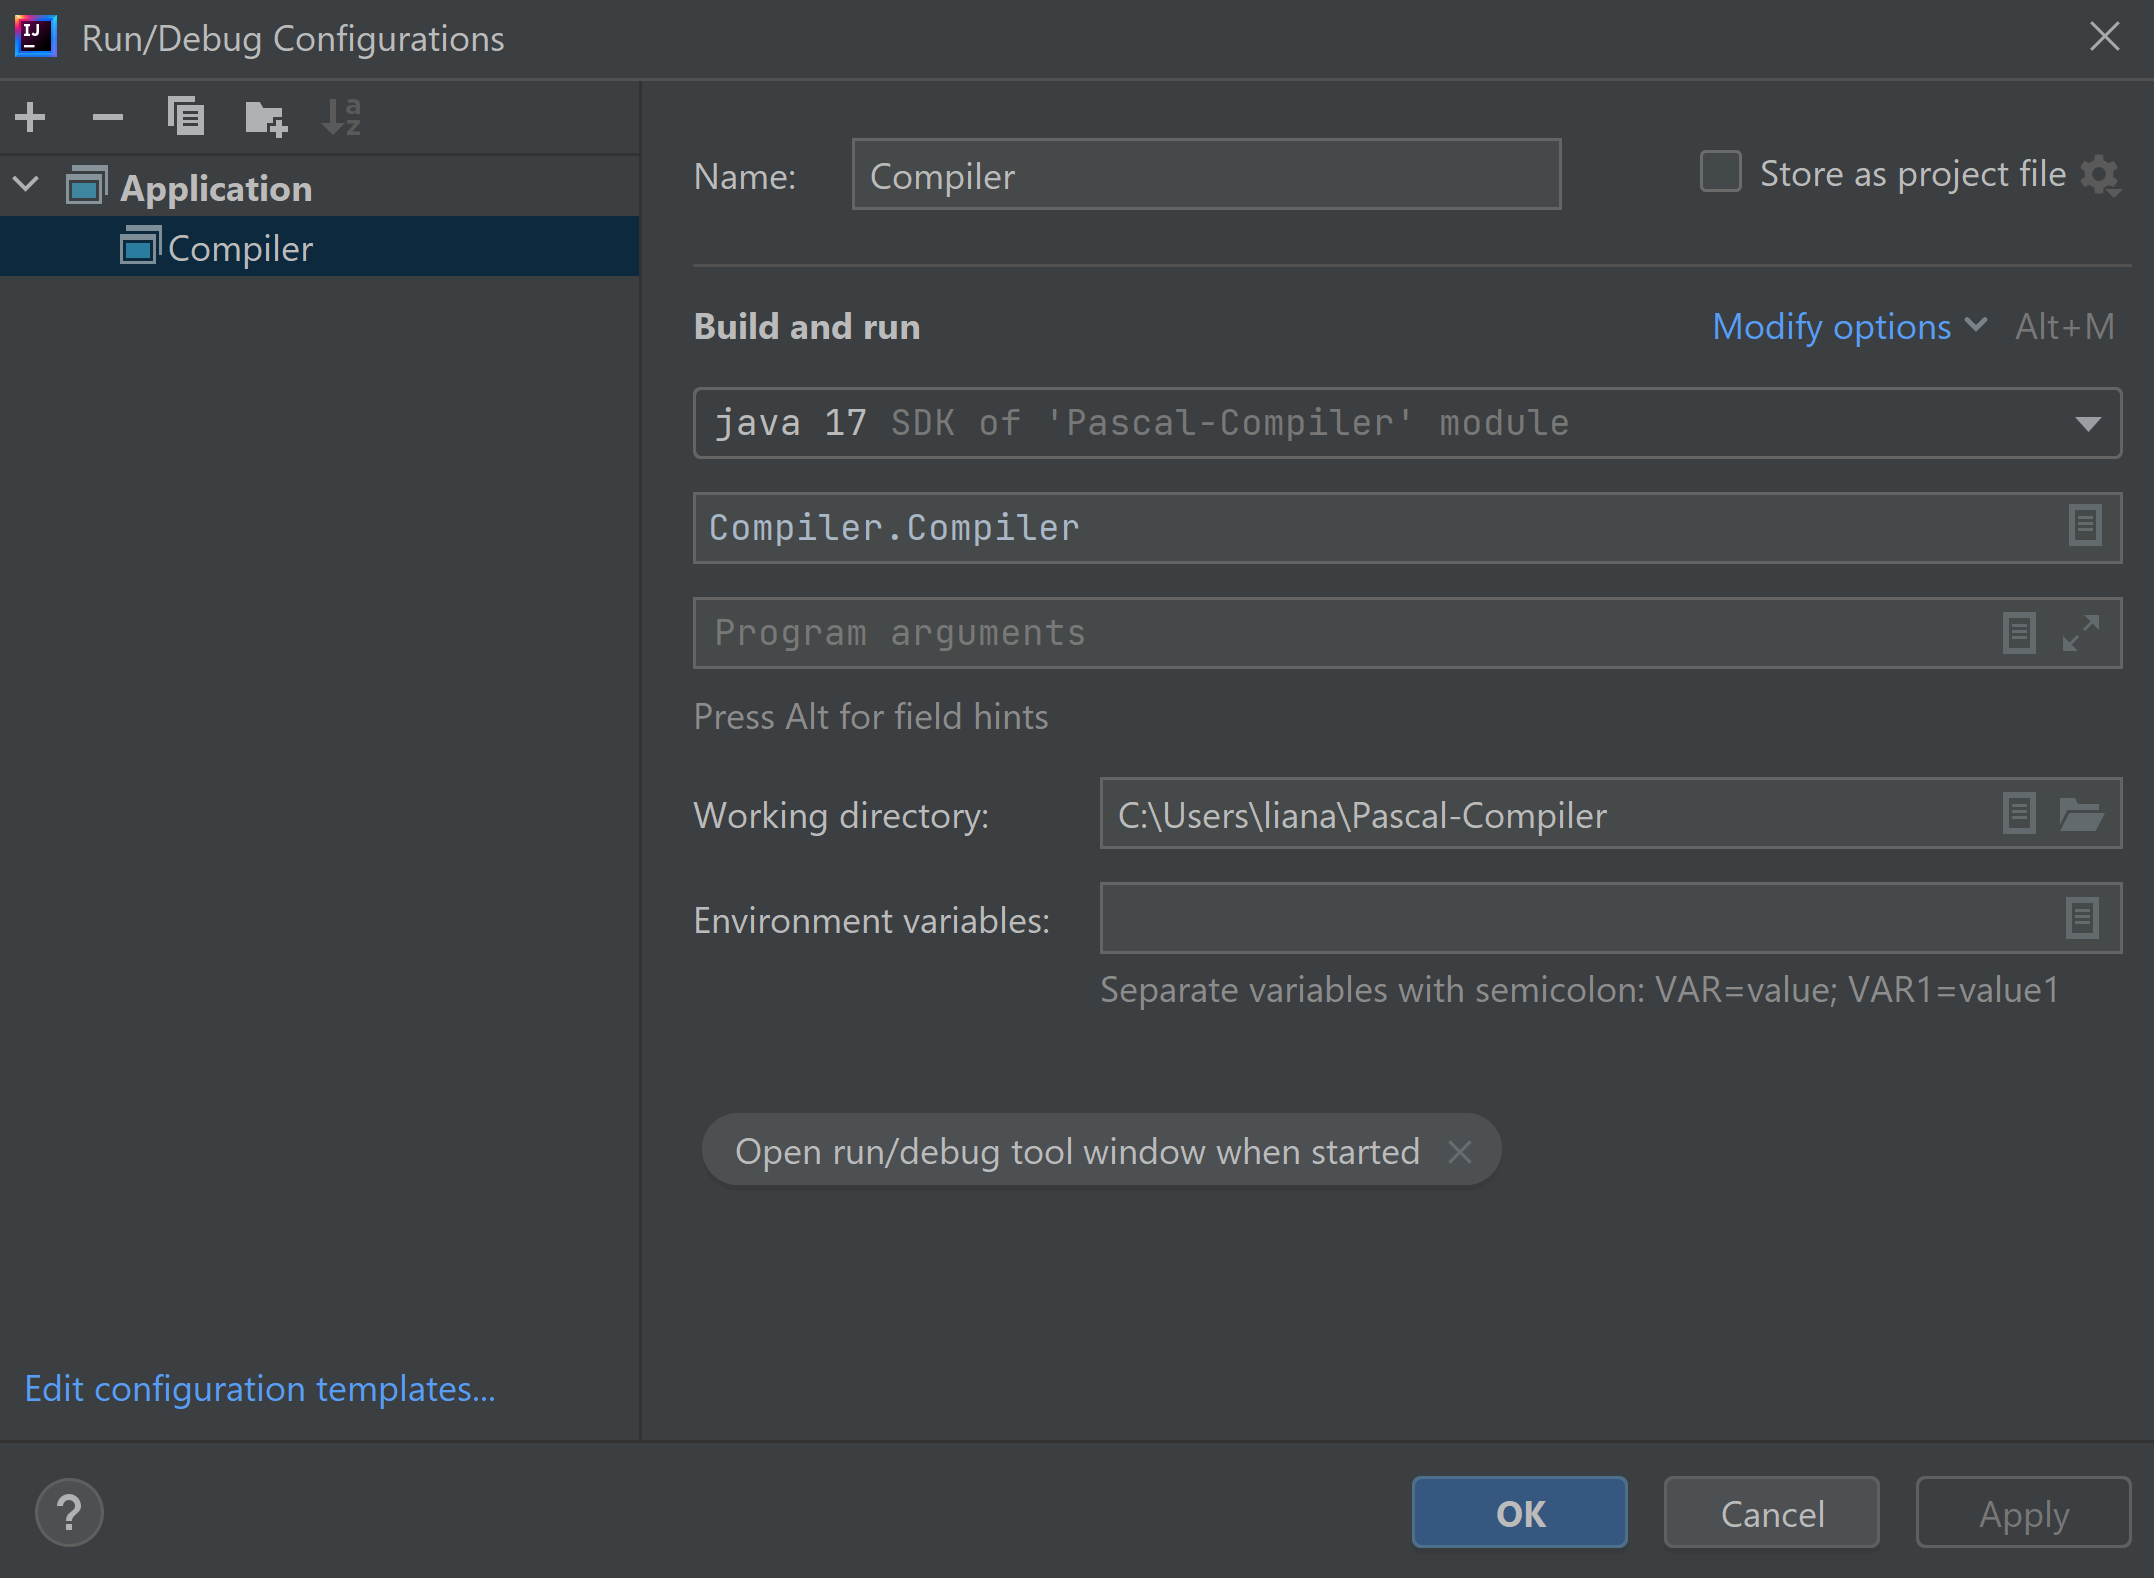 IJ
Run/Debug Configurations
a
z
Application
Compiler
Name:
Compiler
Store as project file
Build and run
Modify options Alt+M
java 17 SDK of 'Pascal-Compiler' module
Compiler.Compiler
Program arguments
Press Alt for field hints
Working directory:
C:\Users\liana\Pascal-Compiler
Environment variables:
Separate variables with semicolon: VAR=value; VAR1=value1
Open run/debug tool window when started
Edit configuration templates...
?
OK
Cancel
Apply